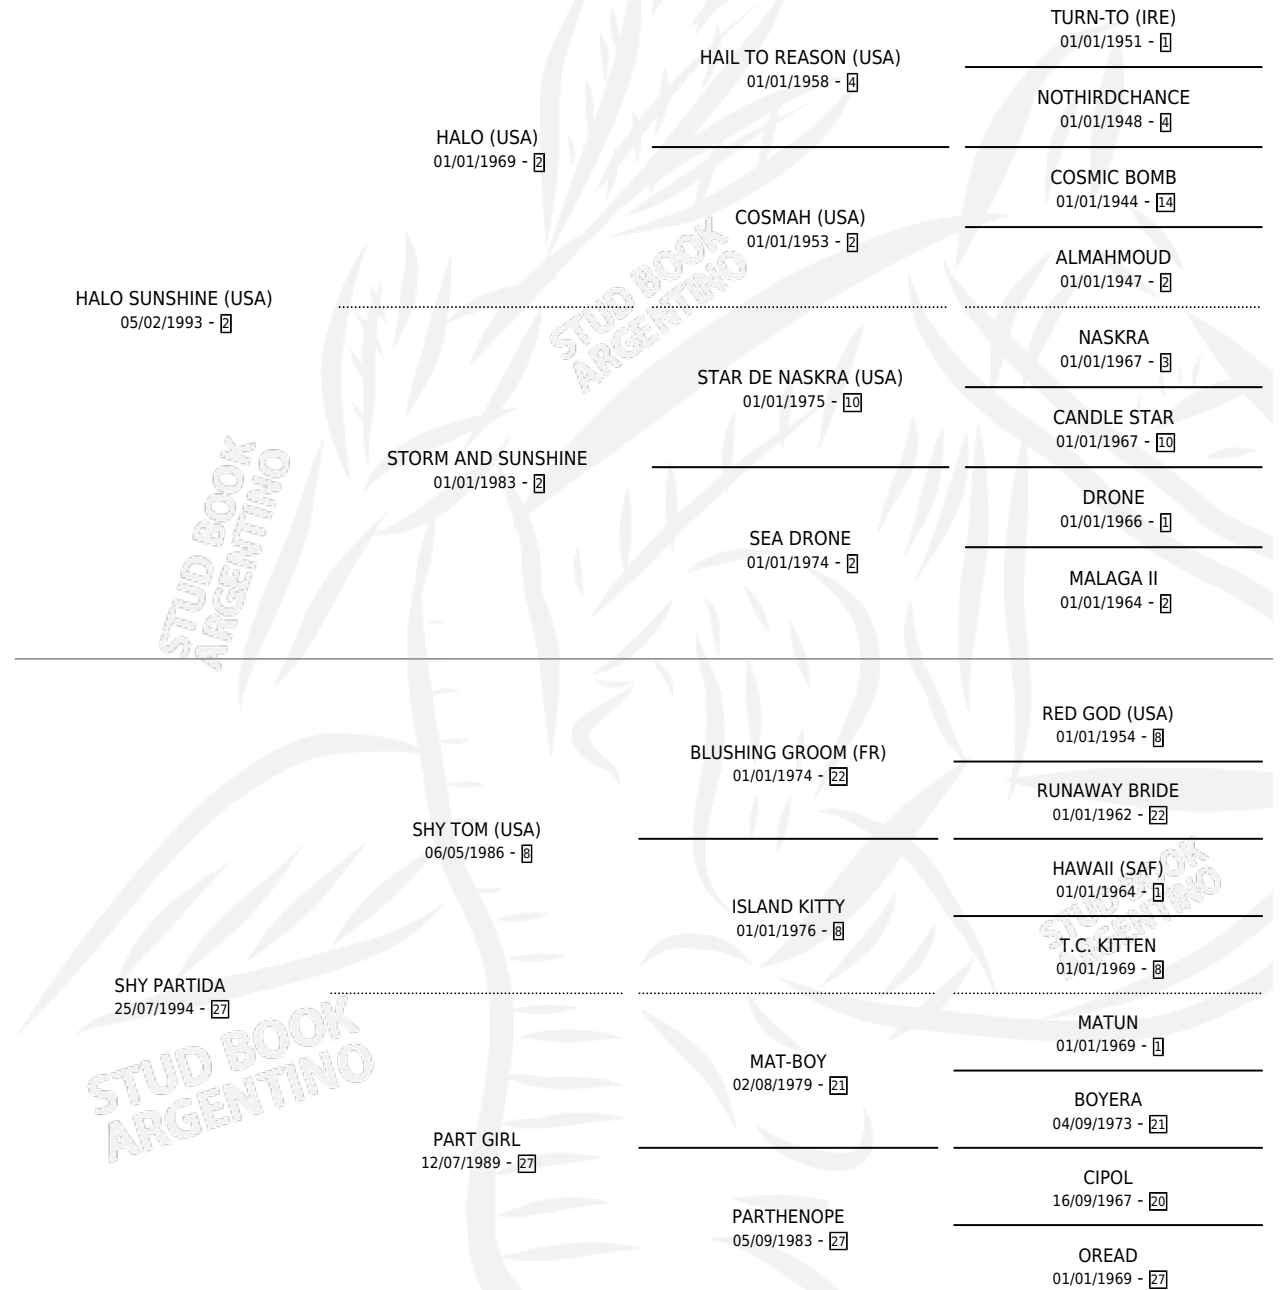 TURN-TO (IRE)
01/01/1951 - 1
HAIL TO REASON (USA)
01/01/1958 - 4
NOTHIRDCHANCE
01/01/1948 - 4
HALO (USA)
01/01/1969 - 2
COSMIC BOMB
01/01/1944 - 14
COSMAH (USA)
01/01/1953 - 2
ALMAHMOUD
01/01/1947 - 2
HALO SUNSHINE (USA)
05/02/1993 - 2
NASKRA
01/01/1967 - 3
STAR DE NASKRA (USA)
01/01/1975 - 10
CANDLE STAR
01/01/1967 - 10
STORM AND SUNSHINE
01/01/1983 - 2
DRONE
01/01/1966 - 1
SEA DRONE
01/01/1974 - 2
MALAGA II
01/01/1964 - 2
RED GOD (USA)
01/01/1954 - 8
BLUSHING GROOM (FR)
01/01/1974 - 22
RUNAWAY BRIDE
01/01/1962 - 22
SHY TOM (USA)
06/05/1986 - 8
HAWAII (SAF)
01/01/1964 - 1
ISLAND KITTY
01/01/1976 - 8
T.C. KITTEN
01/01/1969 - 8
SHY PARTIDA
25/07/1994 - 27
MATUN
01/01/1969 - 1
MAT-BOY
02/08/1979 - 21
BOYERA
04/09/1973 - 21
PART GIRL
12/07/1989 - 27
CIPOL
16/09/1967 - 20
PARTHENOPE
05/09/1983 - 27
OREAD
01/01/1969 - 27
STUD BOOK
ARGENTINO
STUD BOOK
ARGENTINO
STUD BOOK
ARGENTINO
STUD BOOK
ARGENTINO